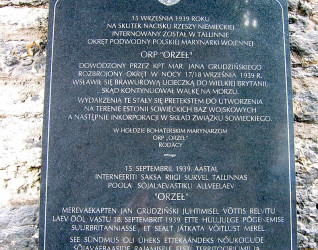 15 WRZEŚNIA 1939 ROKU
NA SKUTEK NACISKU RZESZY NIEMIECKIEJ
INTERNOWANY ZOSTAŁ W TALLINNIE
OKRĘT PODWODNY POLSKIEJ MARYNARKI WOJENNEJ
ORP "ORZEŁ"
DOWODZONY PRZEZ KPT. MAR. JANA GRUDZIŃSKIEGO
ROZBROJONY OKRĘT W NOCY 17/18 WRZEŚNIA 1939 R.
WSŁAWIŁ SIĘ BRAWUROWĄ UCIECZKĄ DO WIELKIEJ BRYTANII,
SKĄD KONTYNUOWAŁ WALKĘ NA MORZU.
WYDARZENIA TE STAŁY SIĘ PRETEKSTEM DO UTWORZENIA
NA TERENIE ESTONII SOWIECKICH BAZ WOJSKOWYCH
A NASTĘPNIE INKORPORACJI W SKŁAD ZWIĄZKU SOWIECKIEGO.
W HOŁDZIE BOHATERSKIM MARYNARZOM
ORP "ORZEŁ"
RODACY
15. SEPTEMBRIL 1939. AASTAL
INTERNEERITI SAKSA RIIGI SURVEL TALLINNAS
POOLA SÕJALAEVASTIKU ALLVEELAEV
"ORZEŁ"
MEREVÄEKAPTEN JAN GRUDZIŃSKI JUHTIMISEL VÕTTIS RELVITU
LAEV ÖÖL VASTU 18. SEPTEMBRIT 1939 ETTE HULJULGE PÕGENEMISE
SUURBRITANNIASSE, ET SEALT JÄTKATA VÕITLUST MEREL.
SEE SÜNDMUS OLI ÜHEKS ETTEKÄÄNDEKS NÕUKOGUDE
SÕJAVÄEBAASIDE RAJAMISELE EESTI TERRITOORIUMILE